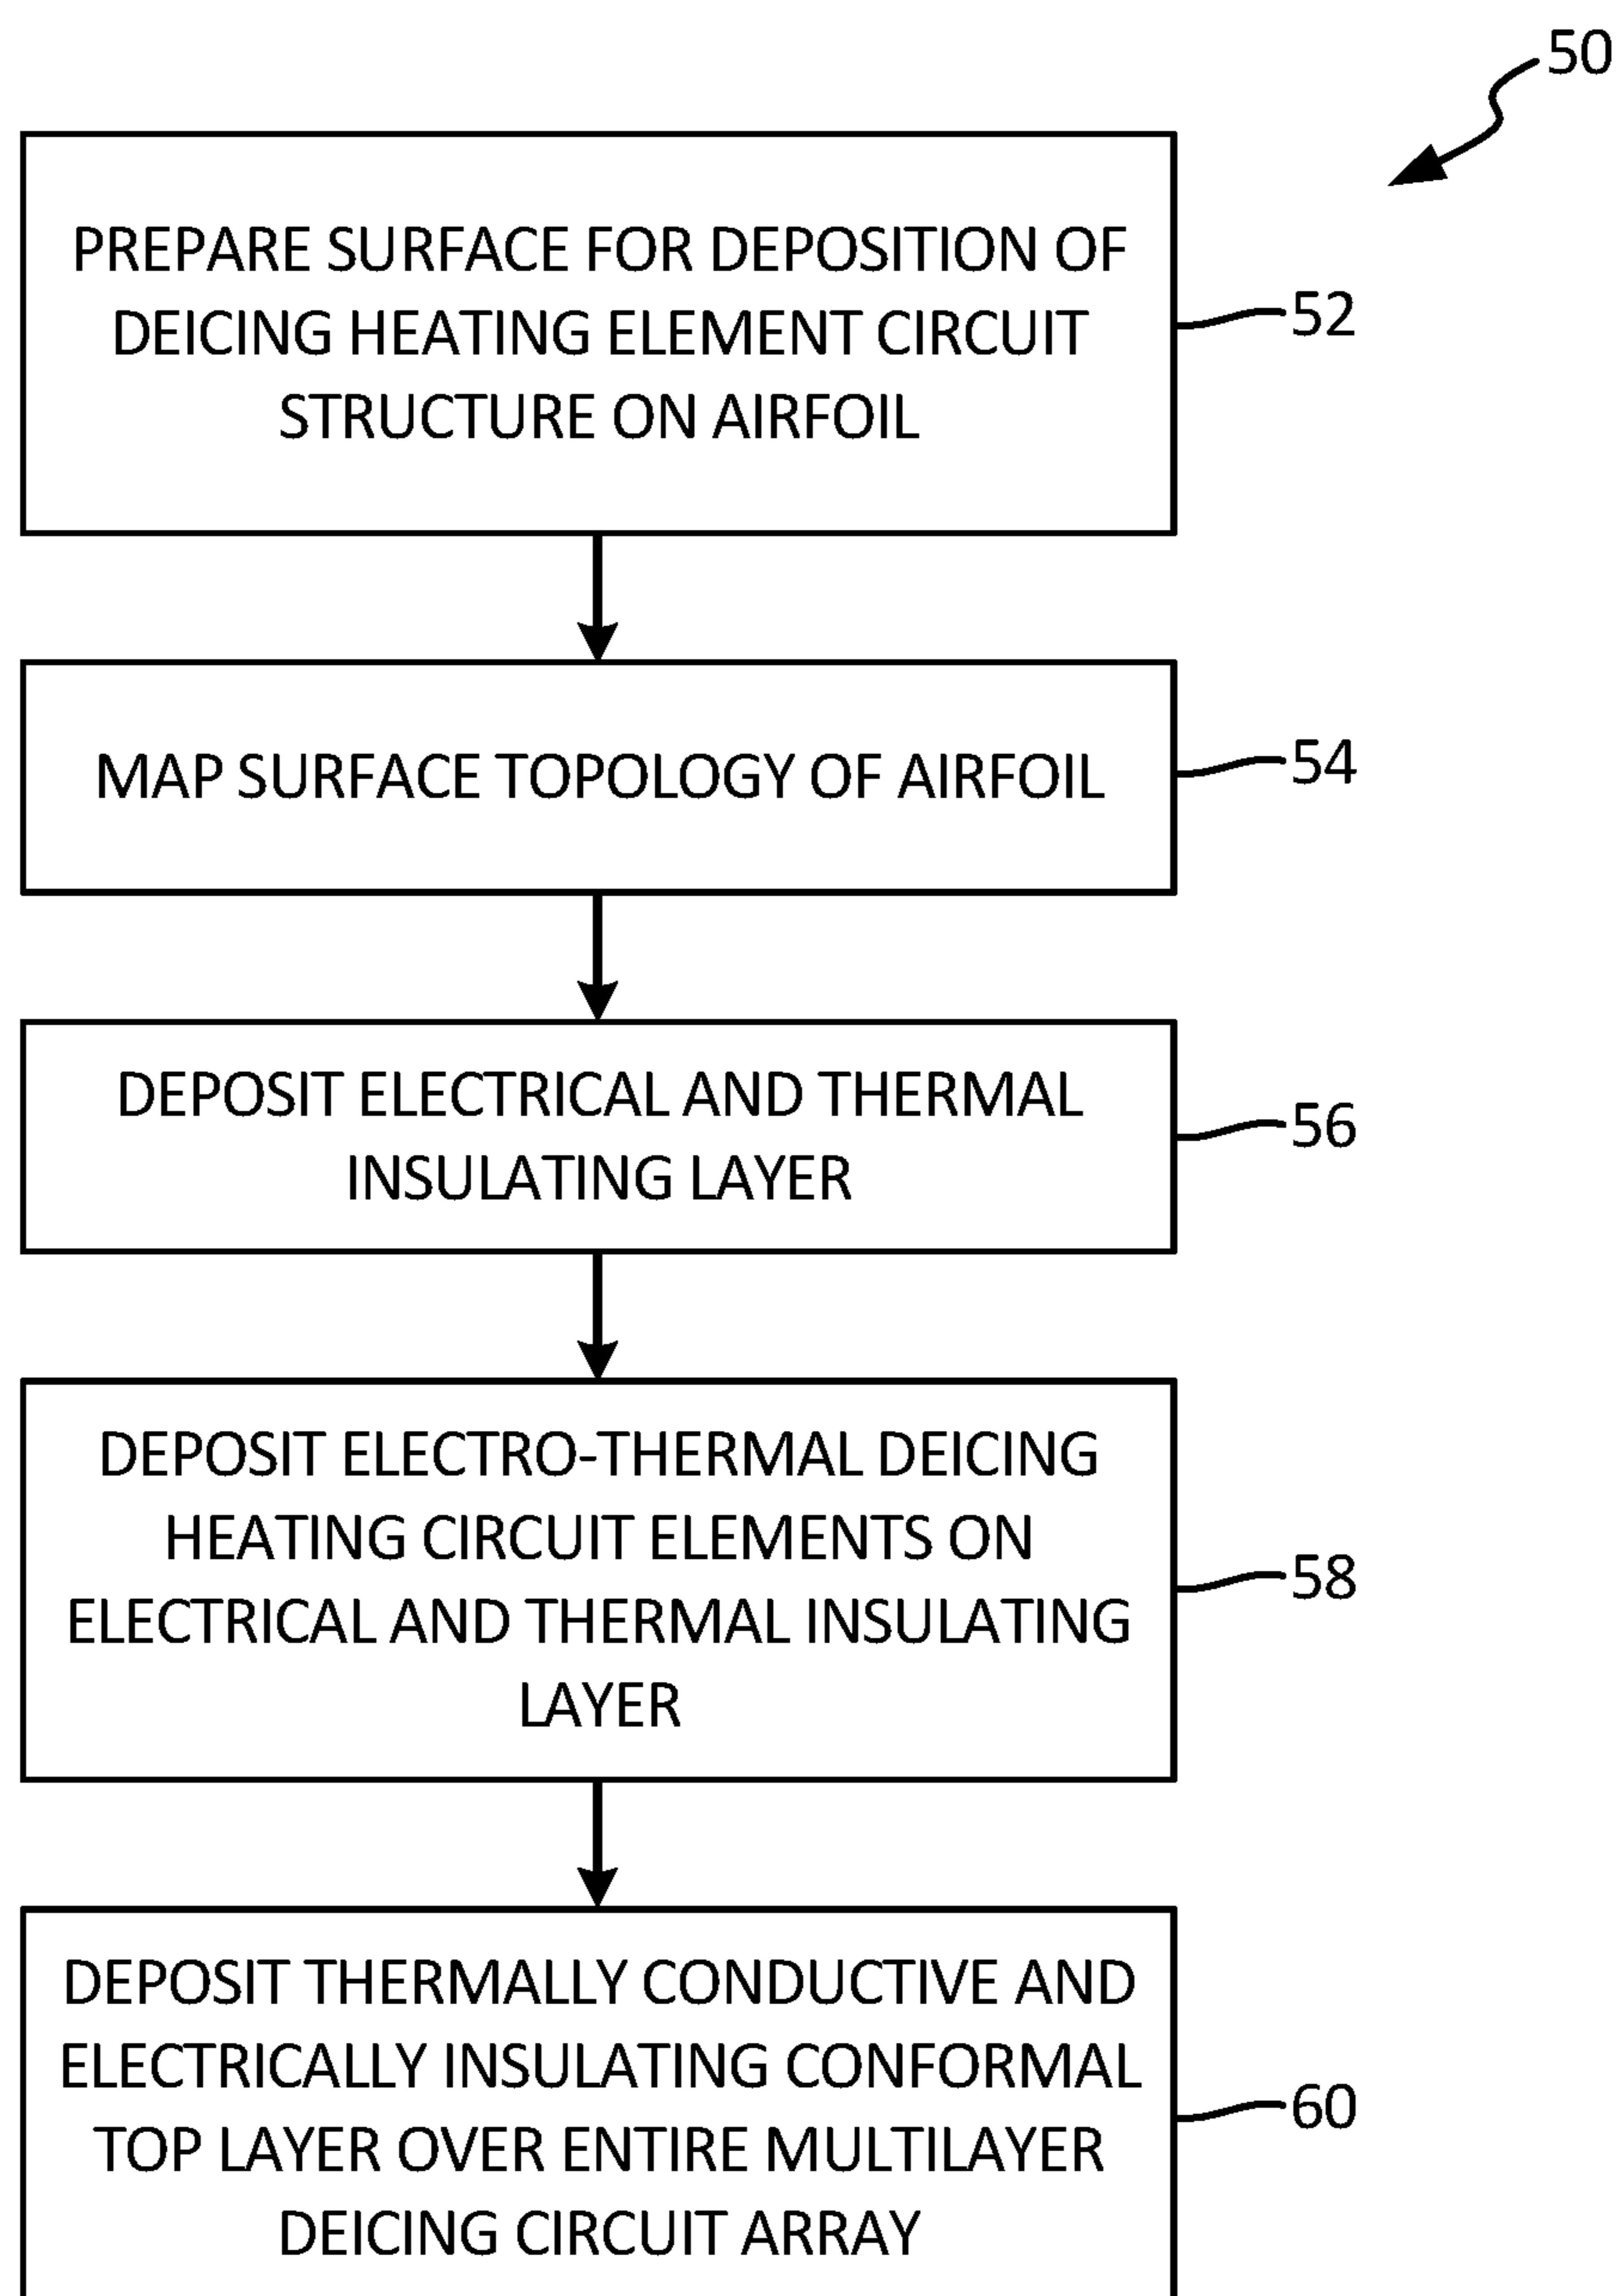 50
PREPARE SURFACE FOR DEPOSITION OF
DEICING HEATING ELEMENT CIRCUIT
STRUCTURE ON AIRFOIL
52
MAP SURFACE TOPOLOGY OF AIRFOIL
54
DEPOSIT ELECTRICAL AND THERMAL
INSULATING LAYER
56
DEPOSIT ELECTRO-THERMAL DEICING
HEATING CIRCUIT ELEMENTS ON
ELECTRICAL AND THERMAL INSULATING
LAYER
58
DEPOSIT THERMALLY CONDUCTIVE AND
ELECTRICALLY INSULATING CONFORMAL
TOP LAYER OVER ENTIRE MULTILAYER
DEICING CIRCUIT ARRAY
60